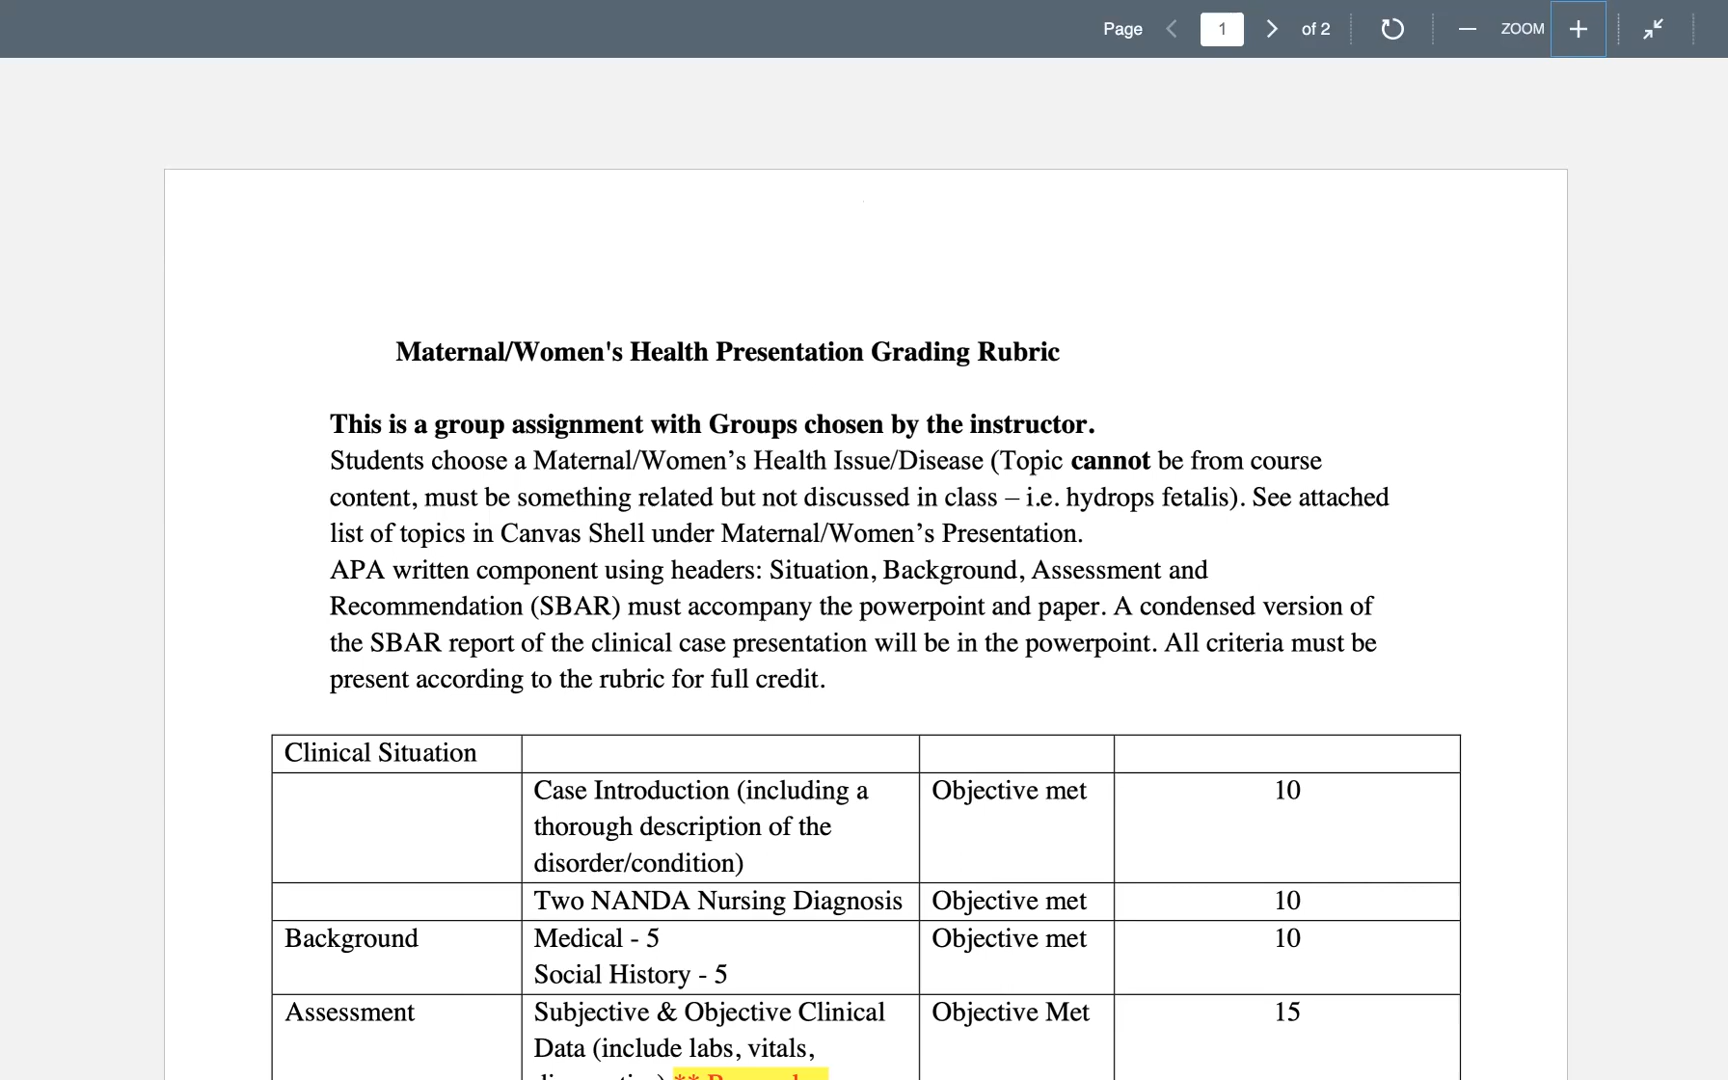 Page 1 of 2 ZOOM
Maternal/Women's Health Presentation Grading Rubric
This is a group assignment with Groups chosen by the instructor.
Students choose a Maternal/Women’s Health Issue/Disease (Topic cannot be from course
content, must be something related but not discussed in class – i.e. hydrops fetalis). See attached
list of topics in Canvas Shell under Maternal/Women’s Presentation.
APA written component using headers: Situation, Background, Assessment and
Recommendation (SBAR) must accompany the powerpoint and paper. A condensed version of
the SBAR report of the clinical case presentation will be in the powerpoint. All criteria must be
present according to the rubric for full credit.
Clinical Situation
Case Introduction (including a Objective met 10
thorough description of the
disorder/condition)
Two NANDA Nursing Diagnosis Objective met 10
Background Medical - 5 Objective met 10
Social History - 5
Assessment Subjective & Objective Clinical Objective Met 15
Data (include labs, vitals,